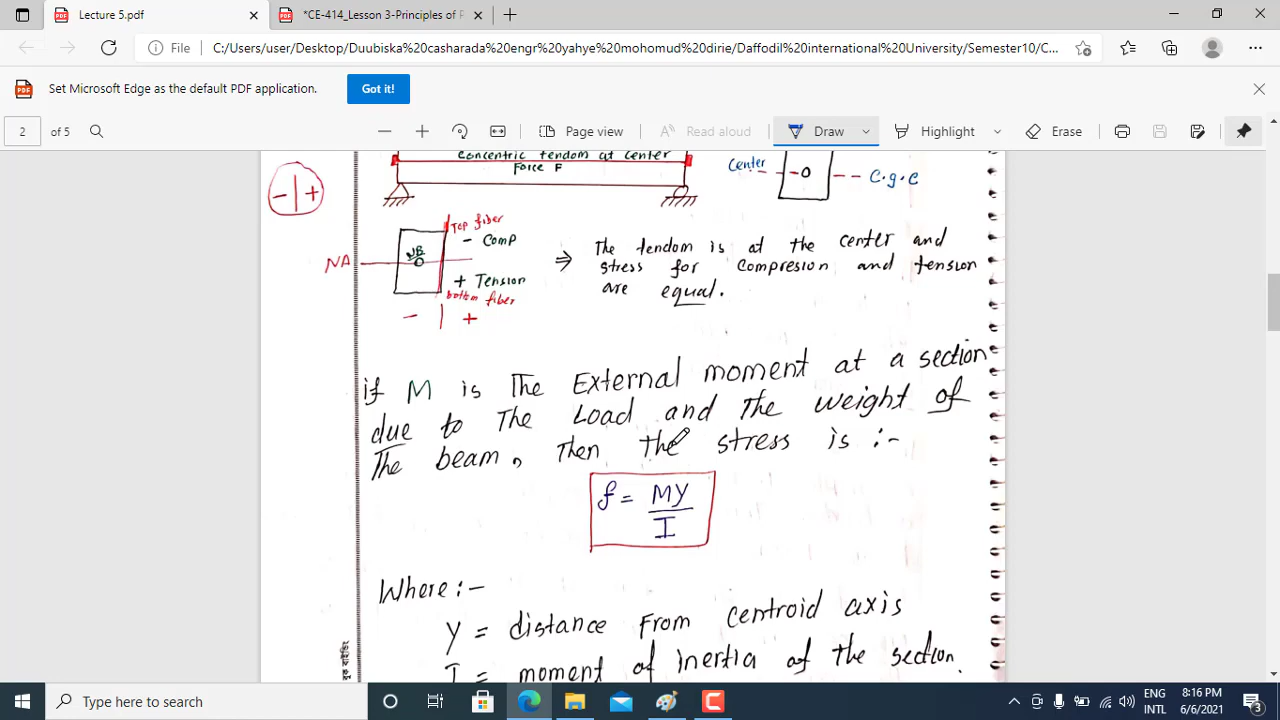 Lecture 5.pdf
*CE-414_Lesson 3-Principles of F
File
C:/Users/user/Desktop/Duubiska%20casharada%20engr%20yahye%20mohomud%20dirie/Daffodil%20international%20University/Semester10/C...
Set Microsoft Edge as the default PDF application.
Got it!
2 of 5
Page view
Read aloud
Draw
Highlight
Erase
Concentric tendom at center
Force F
Center
C.g.c
- | +
Top fiber
- Comp
NA
+ Tension
bottom fiber
- | +
⇒ The tendom is at the center and
stress for compresion and tension
are equal.
if M is The External moment at a section
due to The Load and The weight of
The beam, Then the stress is :-
f = MY/I
Where :-
Y = distance From Centroid axis
I = moment of inertia of the section.
Type here to search
ENG
INTL
8:16 PM
6/6/2021
3